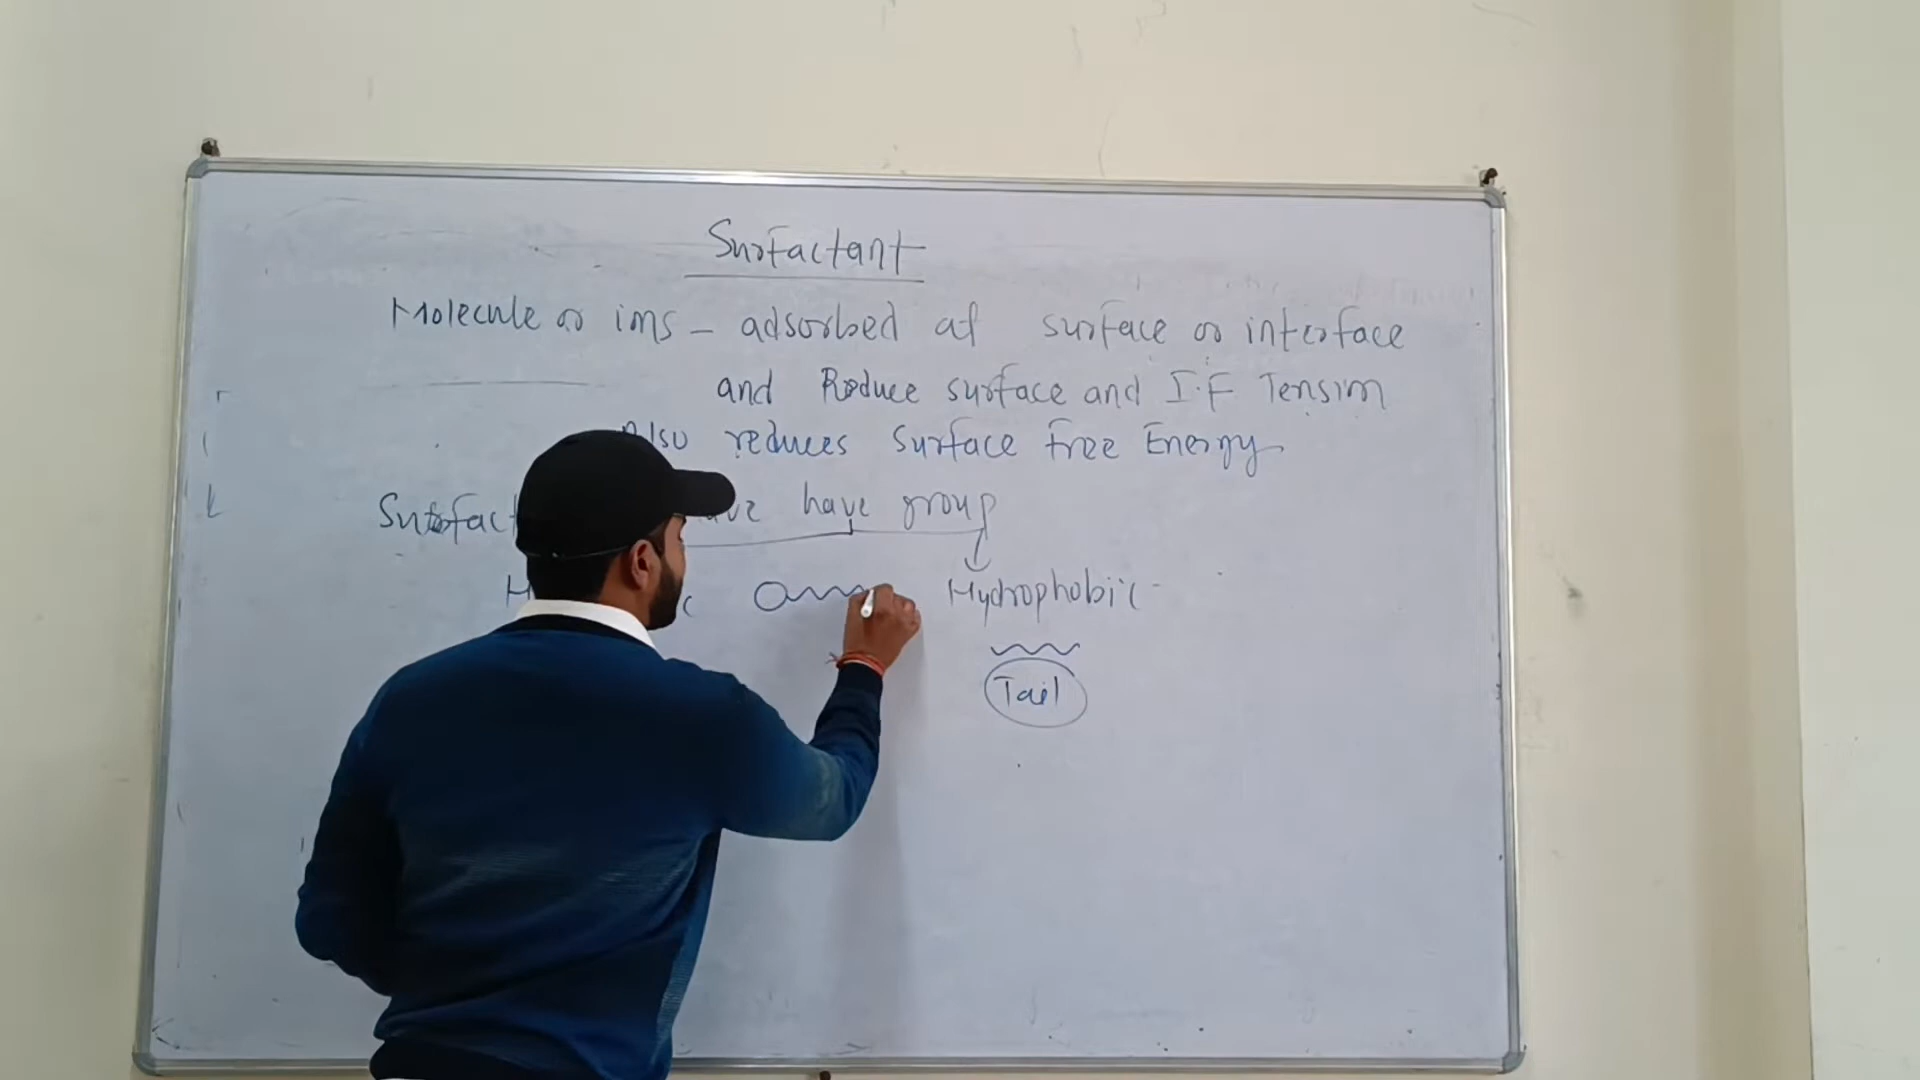 Surfactant
Molecule or ions - adsorbed at surface or interface
and Reduce surface and I.F Tension
Also reduces Surface Free Energy
have group
Hydrophobic
Tail